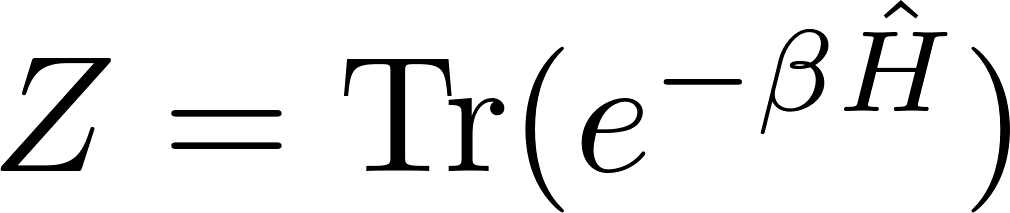 Z = Tr(e^{-βĤ})